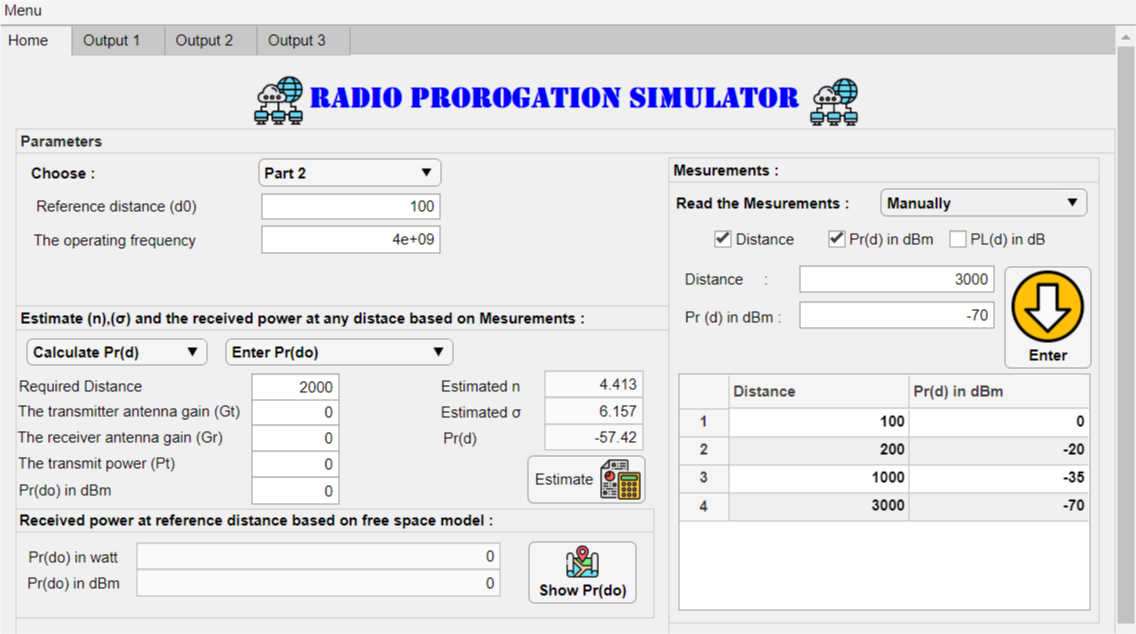 Menu
Home Output 1 Output 2 Output 3
RADIO PROROGATION SIMULATOR
Parameters
Choose : Part 2
Reference distance (d0) 100
The operating frequency 4e+09
Estimate (n),(σ) and the received power at any distace based on Mesurements :
Calculate Pr(d) Enter Pr(do)
Required Distance 2000
The transmitter antenna gain (Gt) 0
The receiver antenna gain (Gr) 0
The transmit power (Pt) 0
Pr(do) in dBm 0
Estimated n 4.413
Estimated σ 6.157
Pr(d) -57.42
Estimate
Received power at reference distance based on free space model :
Pr(do) in watt 0
Pr(do) in dBm 0
Show Pr(do)
Mesurements :
Read the Mesurements : Manually
Distance Pr(d) in dBm PL(d) in dB
Distance : 3000
Pr (d) in dBm : -70
Enter
Distance Pr(d) in dBm
1 100 0
2 200 -20
3 1000 -35
4 3000 -70